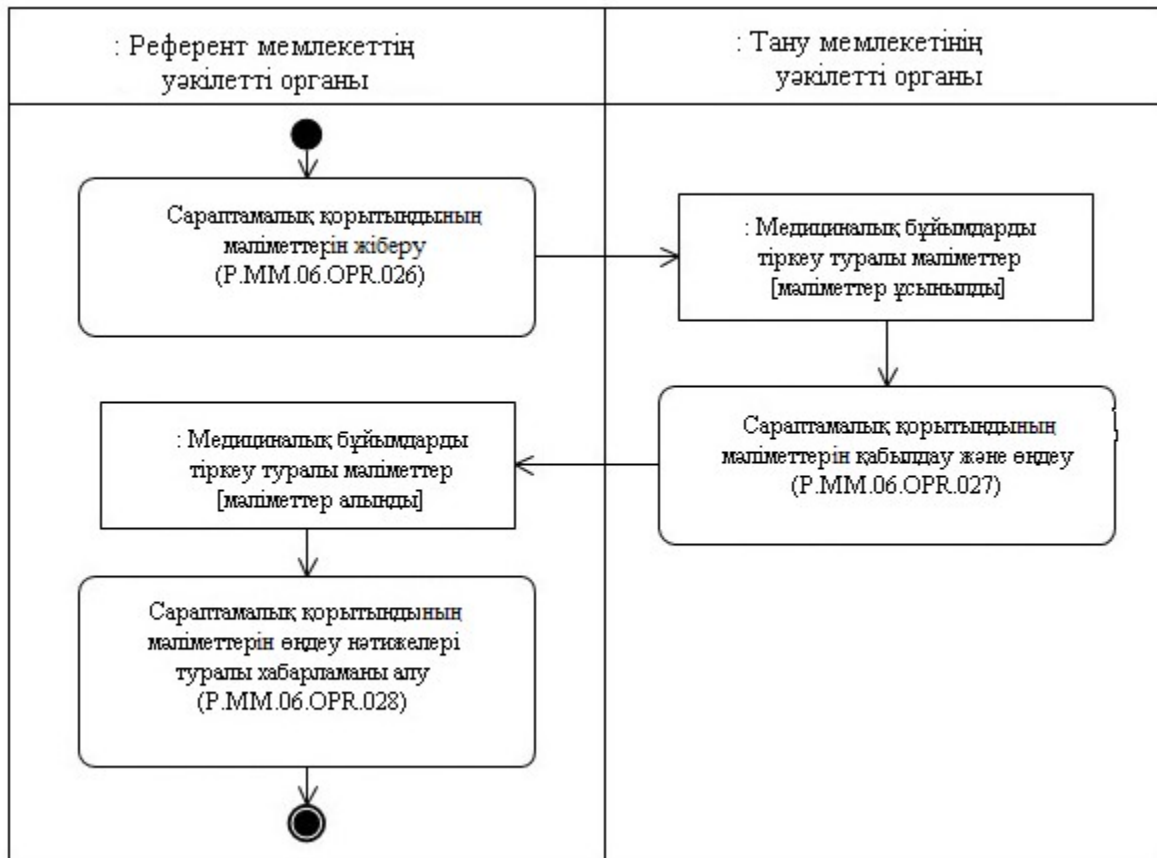 : Референт мемлекеттің
уәкілетті органы
: Тану мемлекетінің
уәкілетті органы
Сараптамалық қорытындының
мәліметтерін жіберу
(P.MM.06.OPR.026)
: Медициналық бұйымдарды
тіркеу туралы мәліметтер
[мәліметтер ұсынылды]
Сараптамалық қорытындының
мәліметтерін қабылдау және өңдеу
(P.MM.06.OPR.027)
: Медициналық бұйымдарды
тіркеу туралы мәліметтер
[мәліметтер алынды]
Сараптамалық қорытындының
мәліметтерін өңдеу нәтижелері
туралы хабарламаны алу
(P.MM.06.OPR.028)